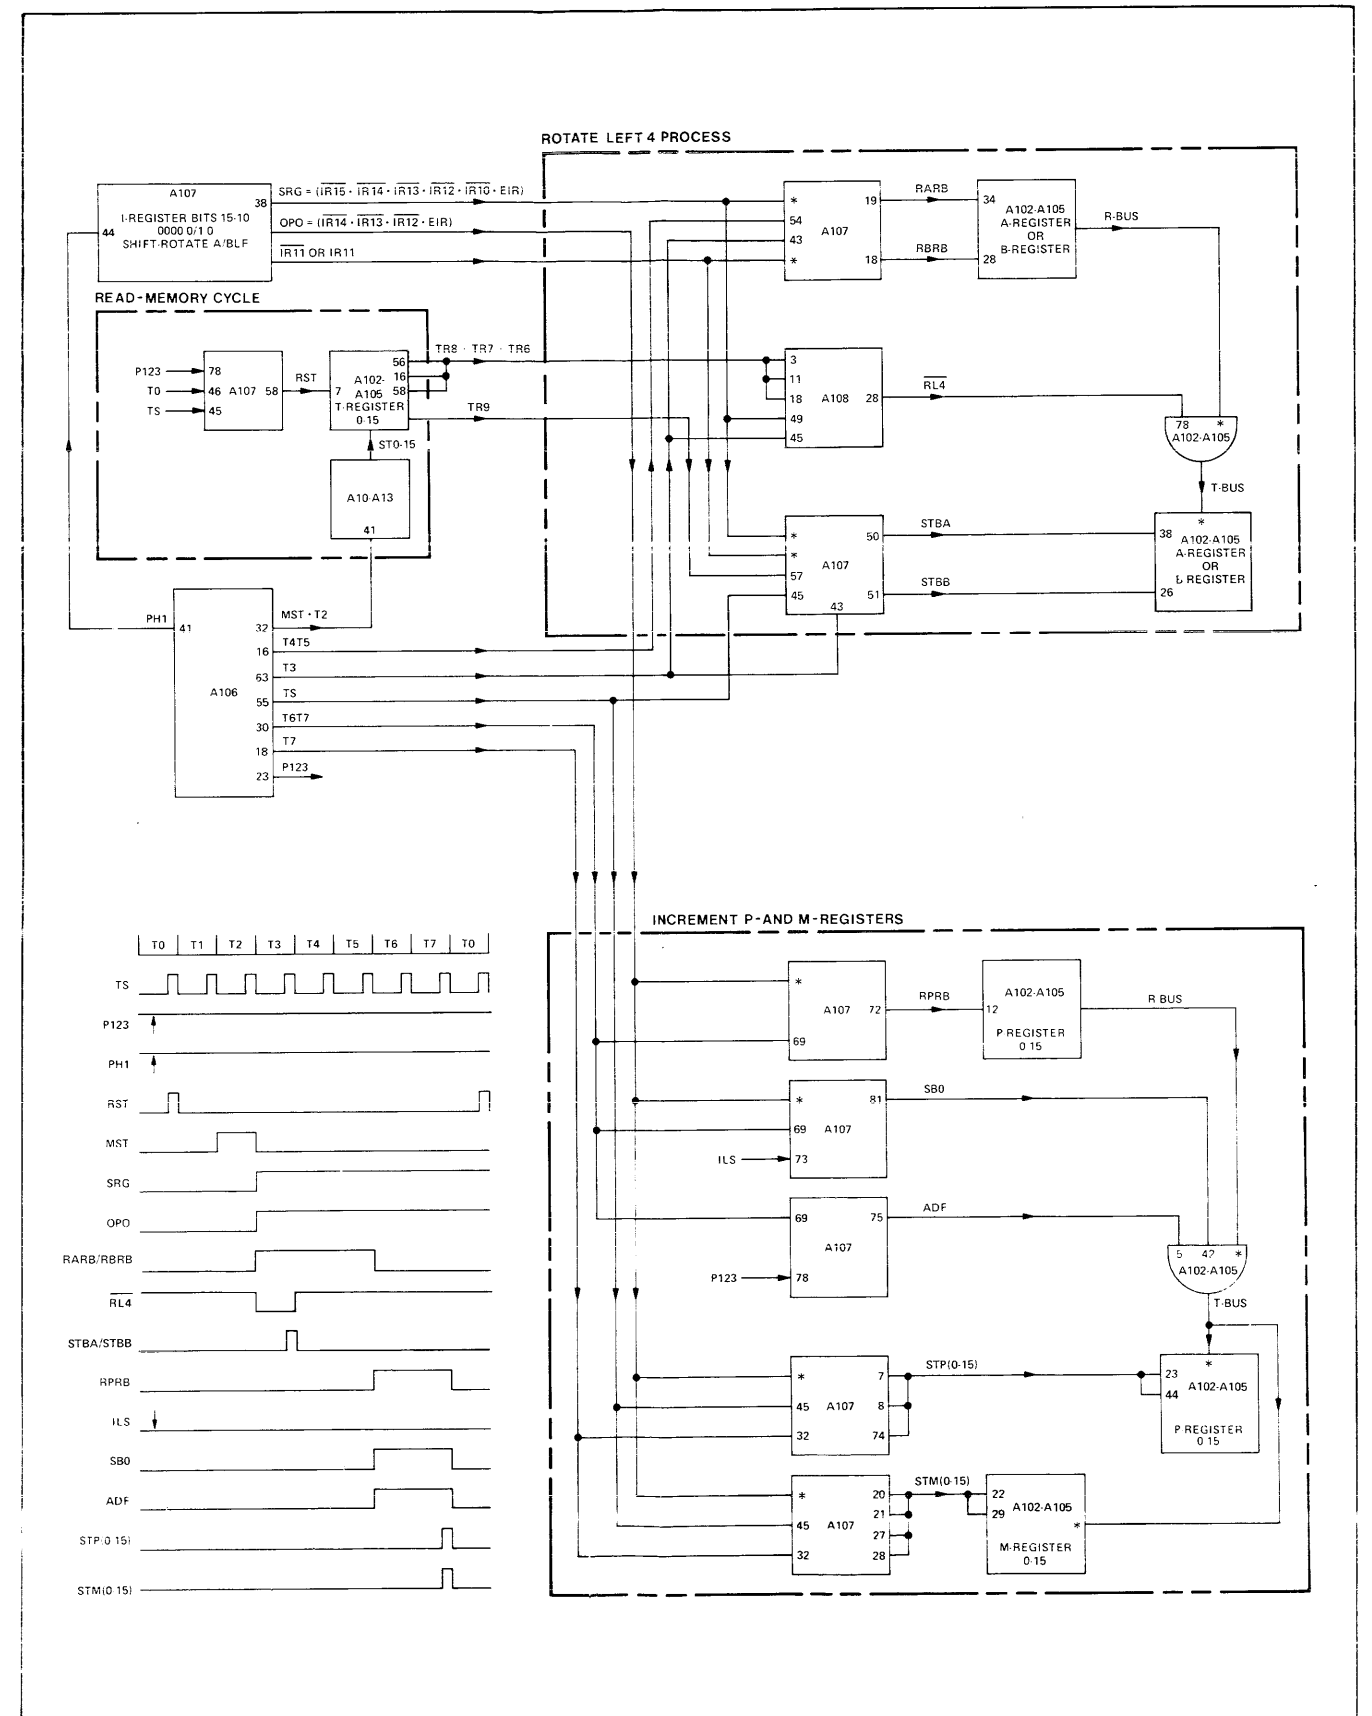 ROTATE LEFT 4 PROCESS
A107
I-REGISTER BITS 15-10
0000 0/1 0
SHIFT-ROTATE A/BLF
44
38
SRG = (IR15 · IR14 · IR13 · IR12 · IR10 · EIR)
OPO = (IR14 · IR13 · IR12 · EIR)
IR11 OR IR11
*
54
43
*
A107
19
18
RARB
RBRB
34
28
A102-A105
A-REGISTER
OR
B-REGISTER
R-BUS
READ-MEMORY CYCLE
P123
T0
TS
78
46
45
A107
58
RST
7
56
16
58
A102-
A105
T-REGISTER
0-15
TR8 · TR7 · TR6
TR9
ST0-15
A10-A13
41
3
11
18
49
45
A108
28
RL4
78
*
A102-A105
T-BUS
*
*
57
45
43
A107
50
51
STBA
STBB
38
26
*
A102-A105
A-REGISTER
OR
REGISTER
PH1
41
A106
32
16
63
55
30
18
23
MST · T2
T4T5
T3
TS
T6T7
T7
P123
INCREMENT P-AND M-REGISTERS
T0 T1 T2 T3 T4 T5 T6 T7 T0
TS
P123
PH1
RST
MST
SRG
OPO
RARB/RBRB
RL4
STBA/STBB
RPRB
ILS
SB0
ADF
STP(0-15)
STM(0-15)
*
69
A107
72
RPRB
12
A102-A105
P REGISTER
0 15
R BUS
*
69
73
A107
81
ILS
SB0
69
78
A107
75
P123
ADF
5
42
*
A102-A105
T-BUS
*
45
32
A107
7
8
74
STP(0-15)
23
44
*
A102-A105
P REGISTER
0 15
*
45
32
A107
20
21
27
28
STM(0-15)
22
29
A102-A105
*
M-REGISTER
0-15